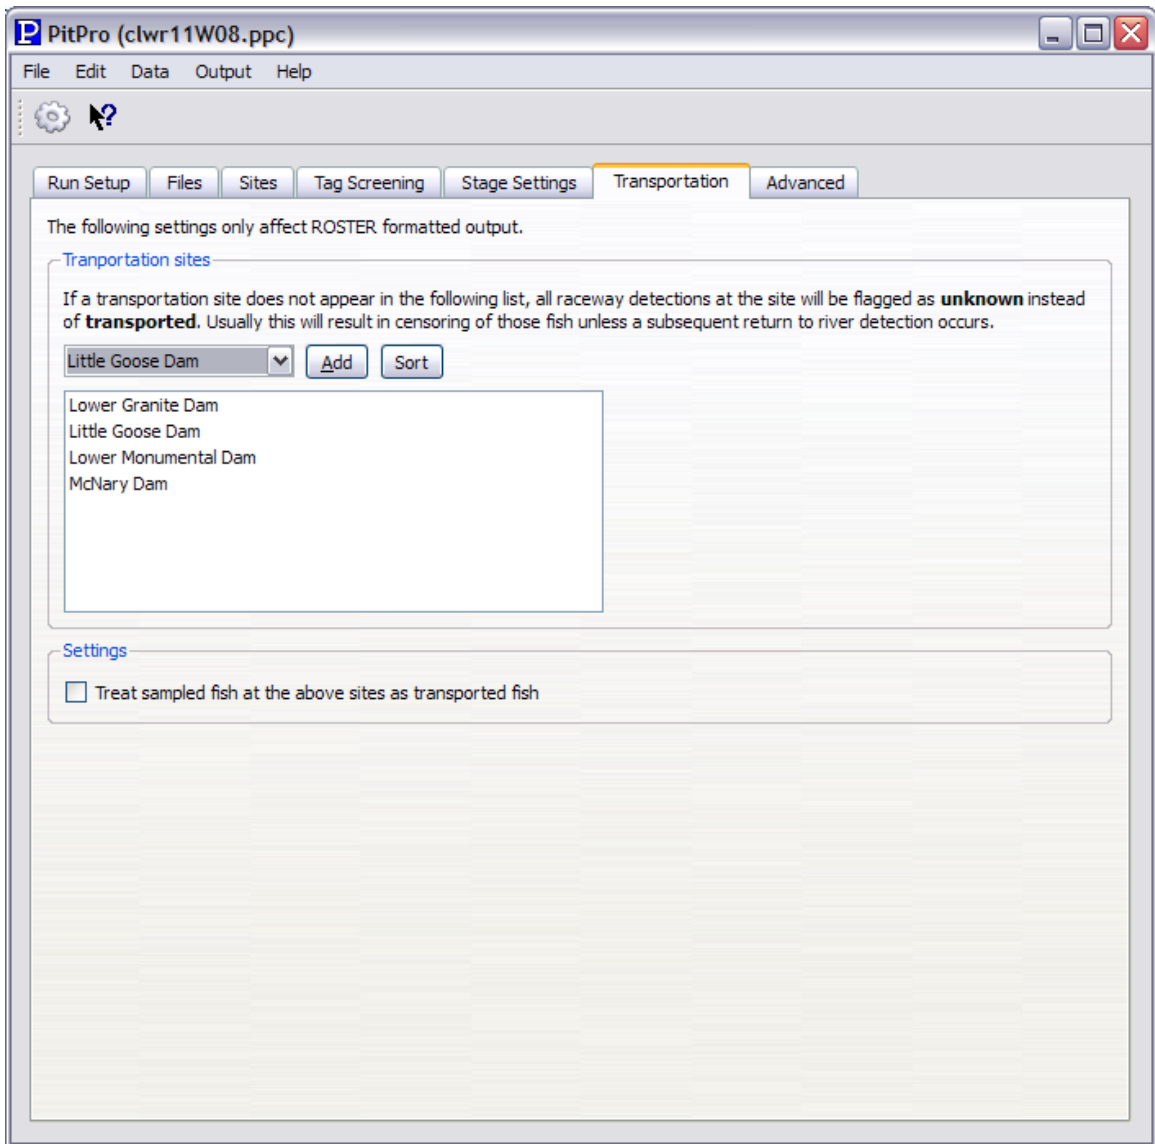 PitPro (clwr11W08.ppc)
File Edit Data Output Help
Run Setup Files Sites Tag Screening Stage Settings Transportation Advanced
The following settings only affect ROSTER formatted output.
Tranportation sites
If a transportation site does not appear in the following list, all raceway detections at the site will be flagged as unknown instead
of transported. Usually this will result in censoring of those fish unless a subsequent return to river detection occurs.
Little Goose Dam Add Sort
Lower Granite Dam
Little Goose Dam
Lower Monumental Dam
McNary Dam
Settings
Treat sampled fish at the above sites as transported fish